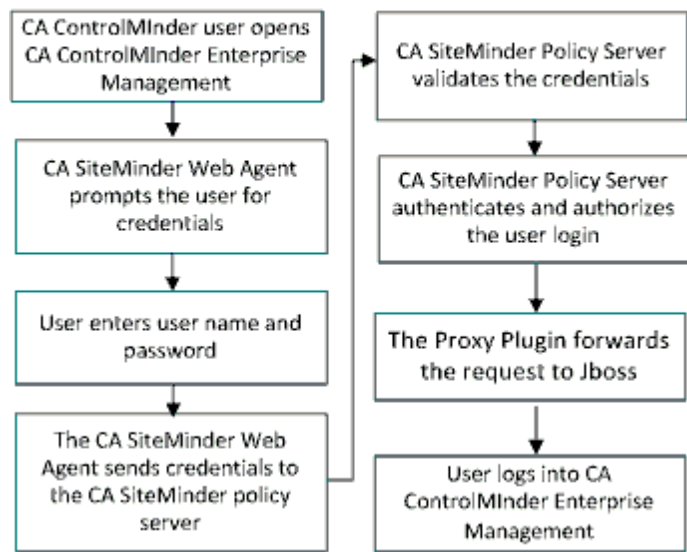 CA ControlMInder user opens
CA ControlMInder Enterprise
Management
CA SiteMinder Web Agent
prompts the user for
credentials
User enters user name and
password
The CA SiteMinder Web
Agent sends credentials to
the CA SiteMinder policy
server
CA SiteMinder Policy Server
validates the credentials
CA SiteMinder Policy Server
authenticates and authorizes
the user login
The Proxy Plugin forwards
the request to Jboss
User logs into CA
ControlMInder Enterprise
Management